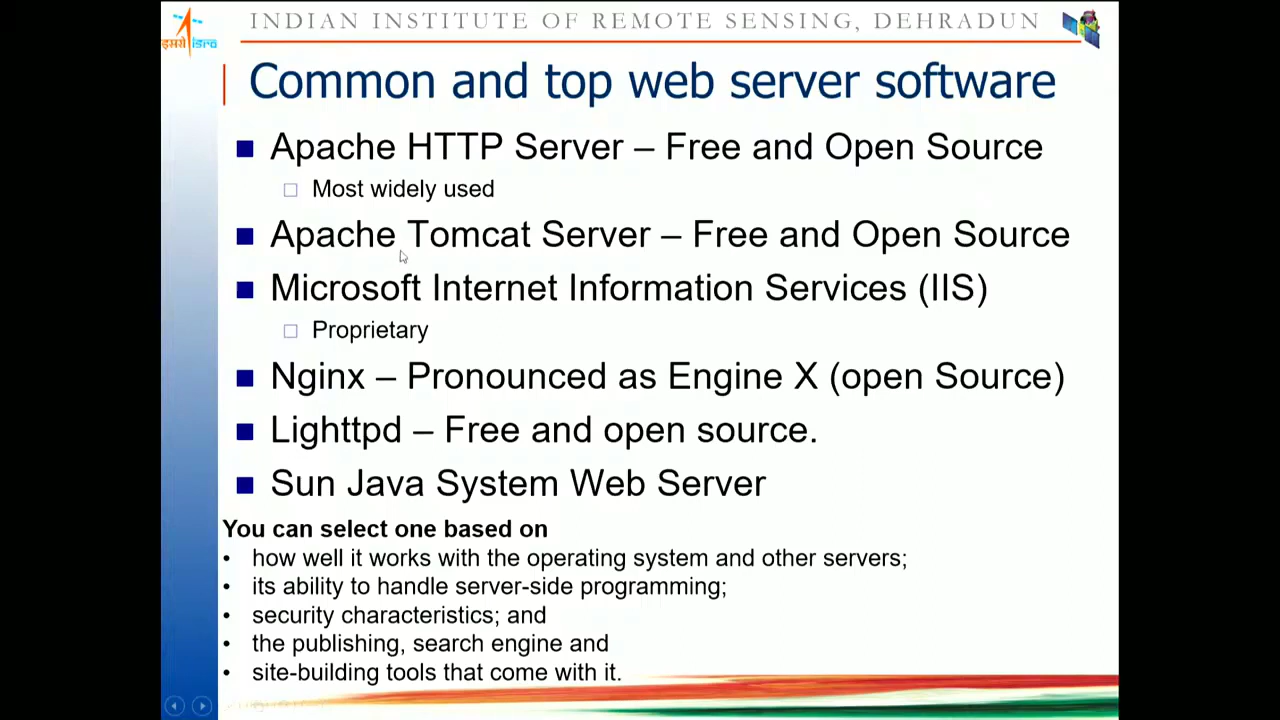 INDIAN INSTITUTE OF REMOTE SENSING, DEHRADUN
इसरो isro
Common and top web server software
Apache HTTP Server – Free and Open Source
Most widely used
Apache Tomcat Server – Free and Open Source
Microsoft Internet Information Services (IIS)
Proprietary
Nginx – Pronounced as Engine X (open Source)
Lighttpd – Free and open source.
Sun Java System Web Server
You can select one based on
• how well it works with the operating system and other servers;
• its ability to handle server-side programming;
• security characteristics; and
• the publishing, search engine and
• site-building tools that come with it.